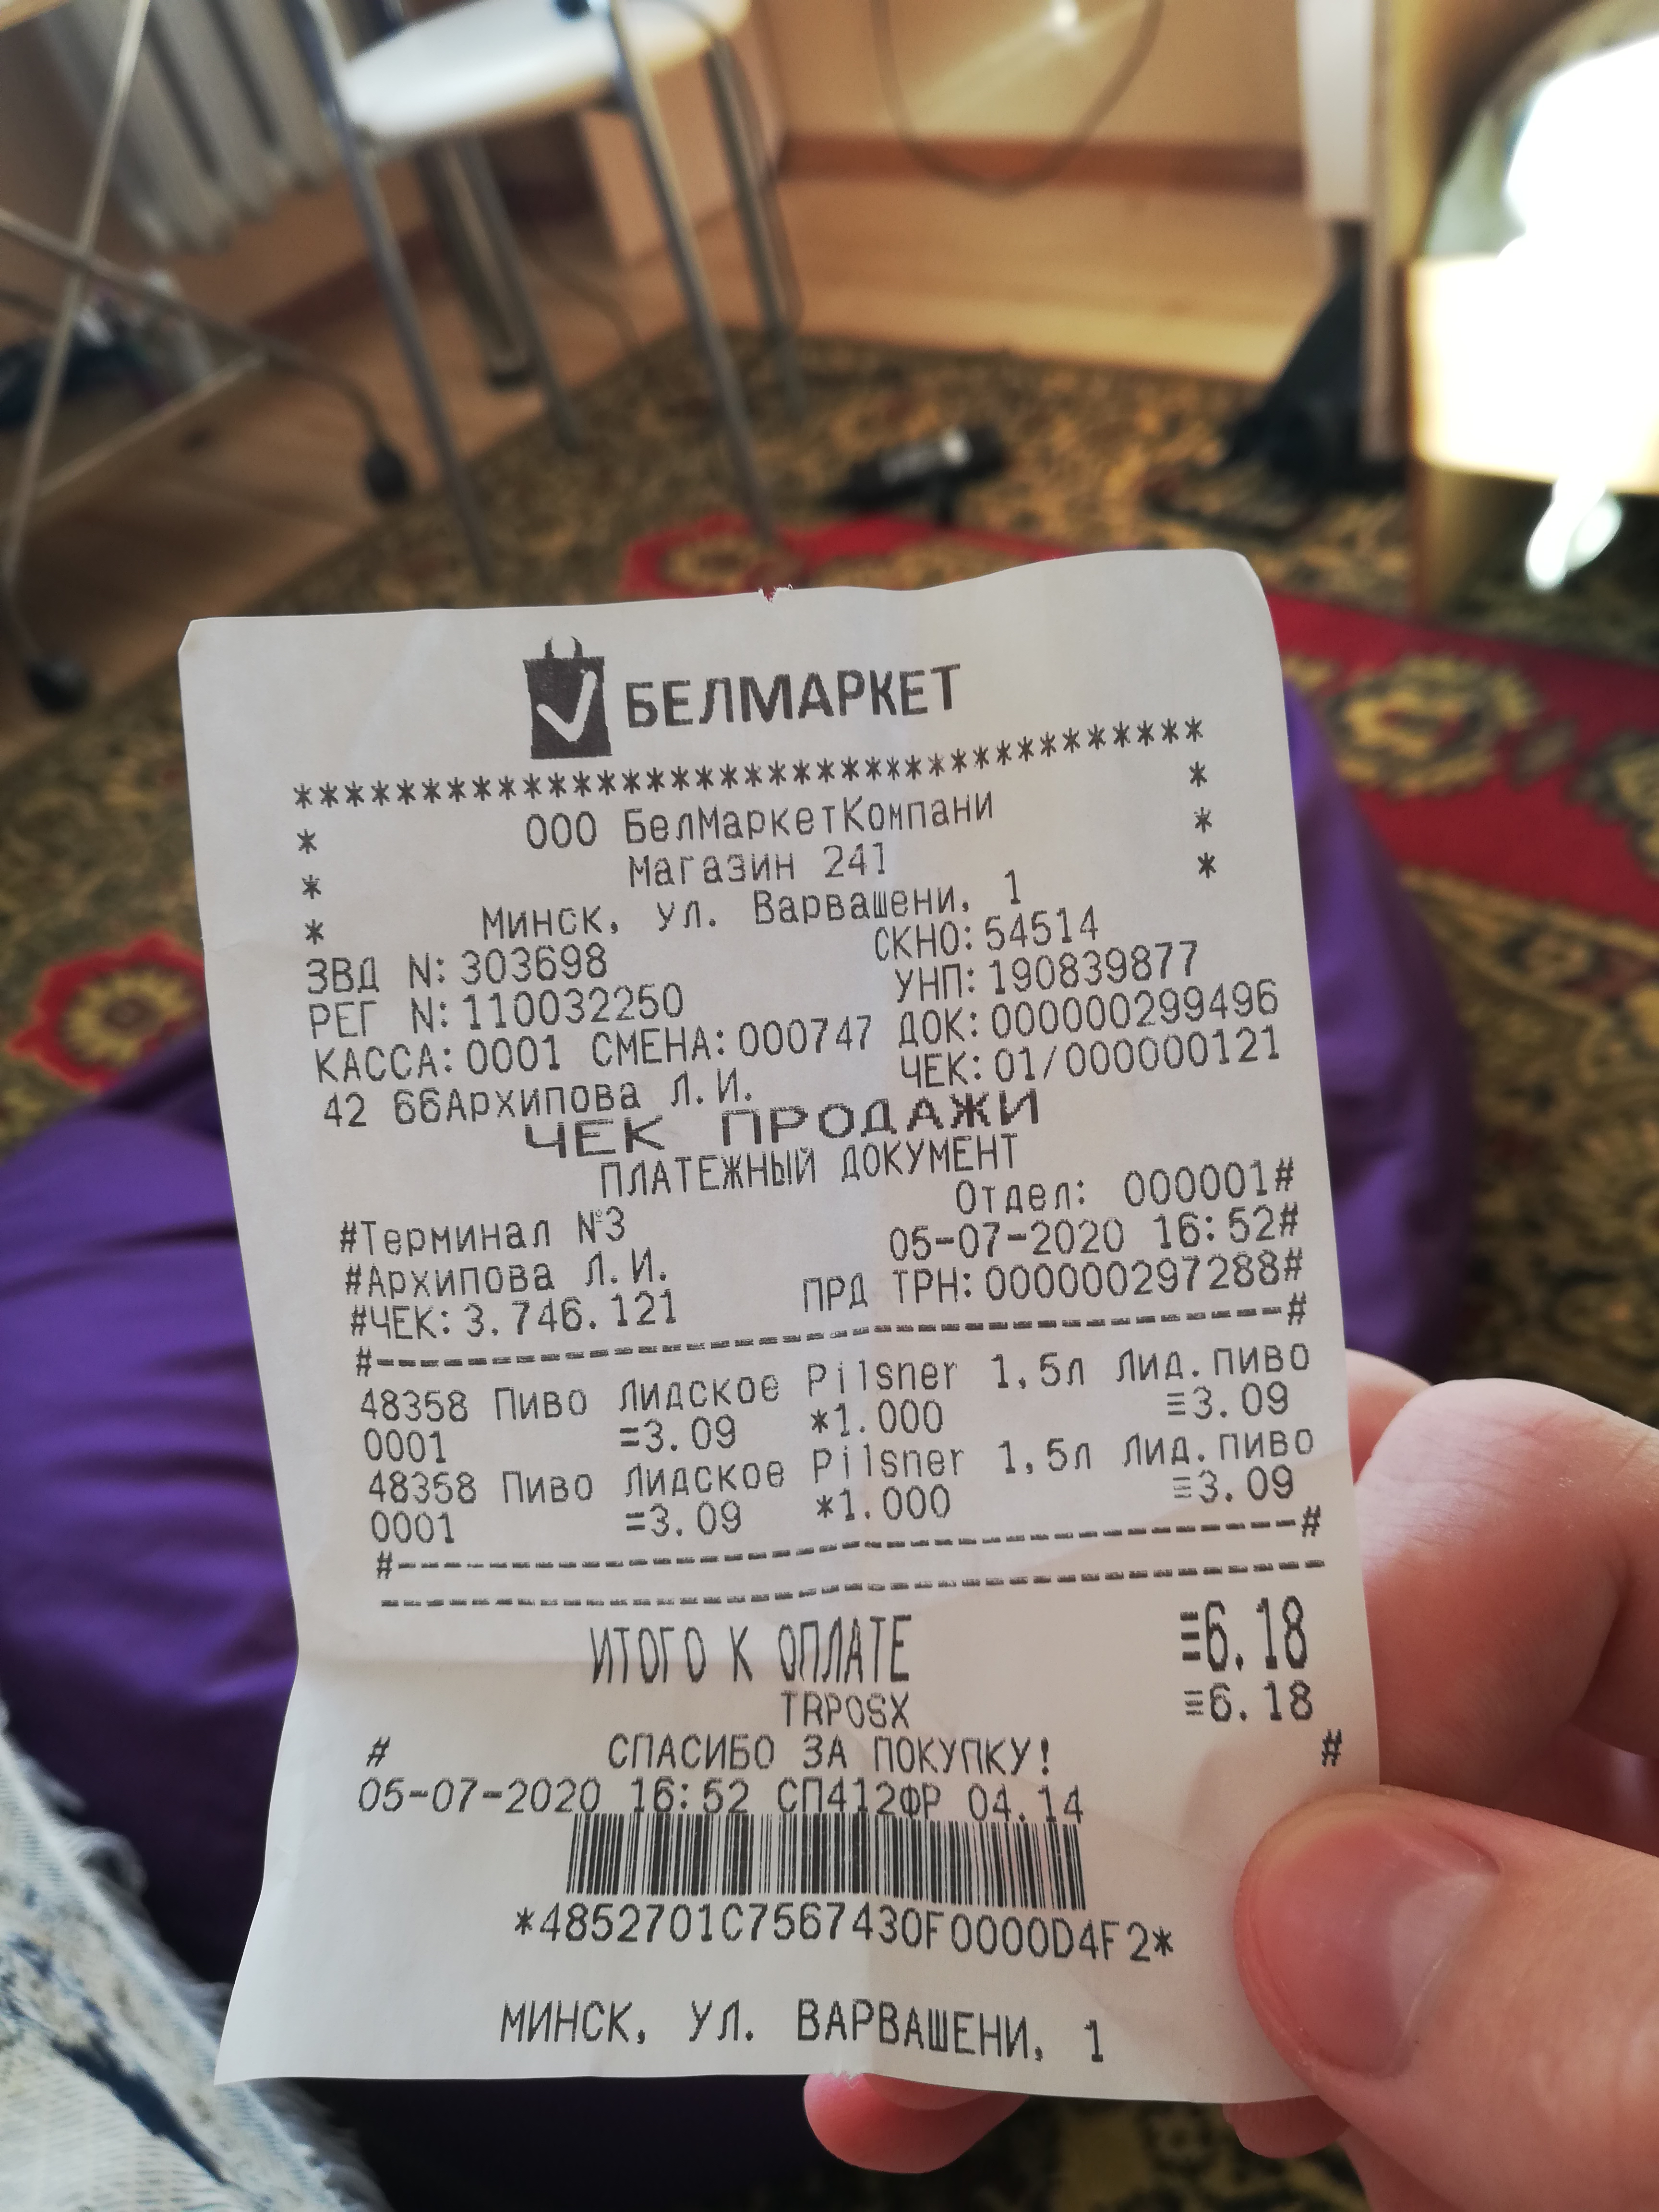 БЕЛМАРКЕТ
***********************************
* ООО БелМаркетКомпани *
* Магазин 241 *
* Минск, ул. Варвашени, 1 *
ЗВД N:303698 СКНО:54514
РЕГ N:110032250 УНП:190839877
КАССА:0001 СМЕНА:000747 ДОК:000000299496
42 66Архипова Л.И. ЧЕК:01/000000121
ЧЕК ПРОДАЖИ
ПЛАТЕЖНЫЙ ДОКУМЕНТ
#Терминал №3 Отдел: 000001#
#Архипова Л.И. 05-07-2020 16:52#
#ЧЕК:3.746.121 ПРД ТРН:000000297288#
#--------------------------------------#
48358 Пиво Лидское Pilsner 1,5л Лид.пиво
0001 =3.09 *1.000 ≡3.09
48358 Пиво Лидское Pilsner 1,5л Лид.пиво
0001 =3.09 *1.000 ≡3.09
#--------------------------------------#
----------------------------------------
ИТОГО К ОПЛАТЕ ≡6.18
TRPOSX ≡6.18
# СПАСИБО ЗА ПОКУПКУ! #
05-07-2020 16:52 СП412ФР 04.14
*4852701C7567430F0000D4F2*
МИНСК, УЛ. ВАРВАШЕНИ, 1